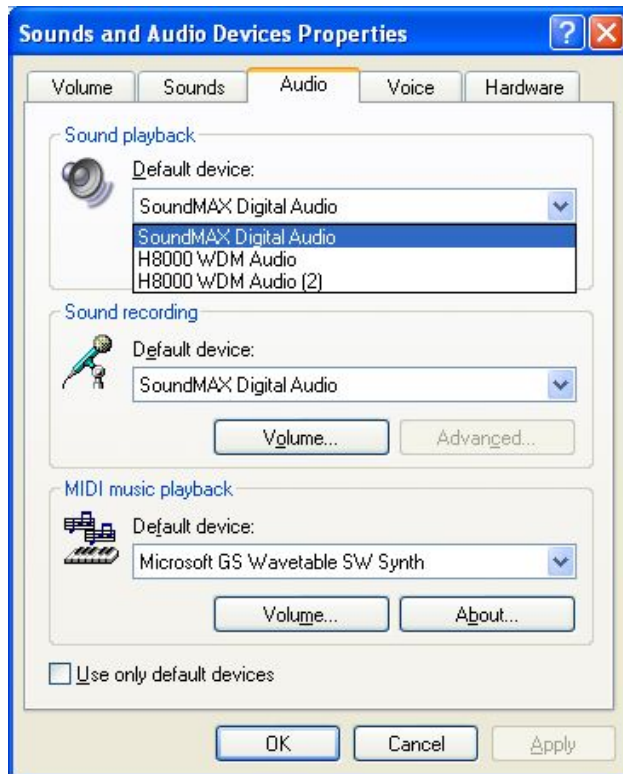 Sounds and Audio Devices Properties
Volume Sounds Audio Voice Hardware
Sound playback
Default device:
SoundMAX Digital Audio
SoundMAX Digital Audio
H8000 WDM Audio
H8000 WDM Audio (2)
Sound recording
Default device:
SoundMAX Digital Audio
Volume... Advanced...
MIDI music playback
Default device:
Microsoft GS Wavetable SW Synth
Volume... About...
Use only default devices
OK Cancel Apply